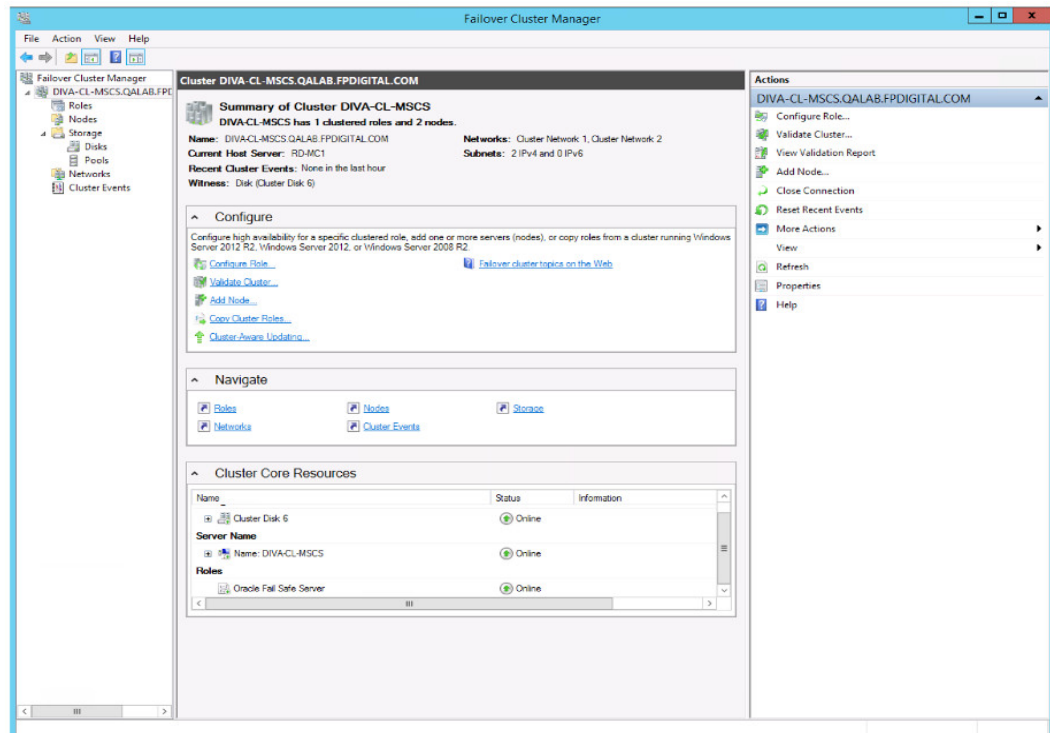 Failover Cluster Manager
File Action View Help
Failover Cluster Manager
DIVA-CL-MSCS.QALAB.FPD
Roles
Nodes
Storage
Disks
Pools
Networks
Cluster Events
Cluster DIVA-CL-MSCS.QALAB.FPDIGITAL.COM
Summary of Cluster DIVA-CL-MSCS
DIVA-CL-MSCS has 1 clustered roles and 2 nodes.
Name: DIVA-CL-MSCS.QALAB.FPDIGITAL.COM Networks: Cluster Network 1, Cluster Network 2
Current Host Server: RD-MC1 Subnets: 2 IPv4 and 0 IPv6
Recent Cluster Events: None in the last hour
Witness: Disk (Cluster Disk 6)
Configure
Configure high availability for a specific clustered role, add one or more servers (nodes), or copy roles from a cluster running Windows
Server 2012 R2, Windows Server 2012, or Windows Server 2008 R2.
Configure Role... Failover cluster topics on the Web
Validate Cluster...
Add Node...
Copy Cluster Roles...
Cluster-Aware Updating...
Navigate
Roles Nodes Storage
Networks Cluster Events
Cluster Core Resources
Name Status Information
Cluster Disk 6 Online
Server Name
Name: DIVA-CL-MSCS Online
Roles
Oracle Fail Safe Server Online
Actions
DIVA-CL-MSCS.QALAB.FPDIGITAL.COM
Configure Role...
Validate Cluster...
View Validation Report
Add Node...
Close Connection
Reset Recent Events
More Actions
View
Refresh
Properties
Help